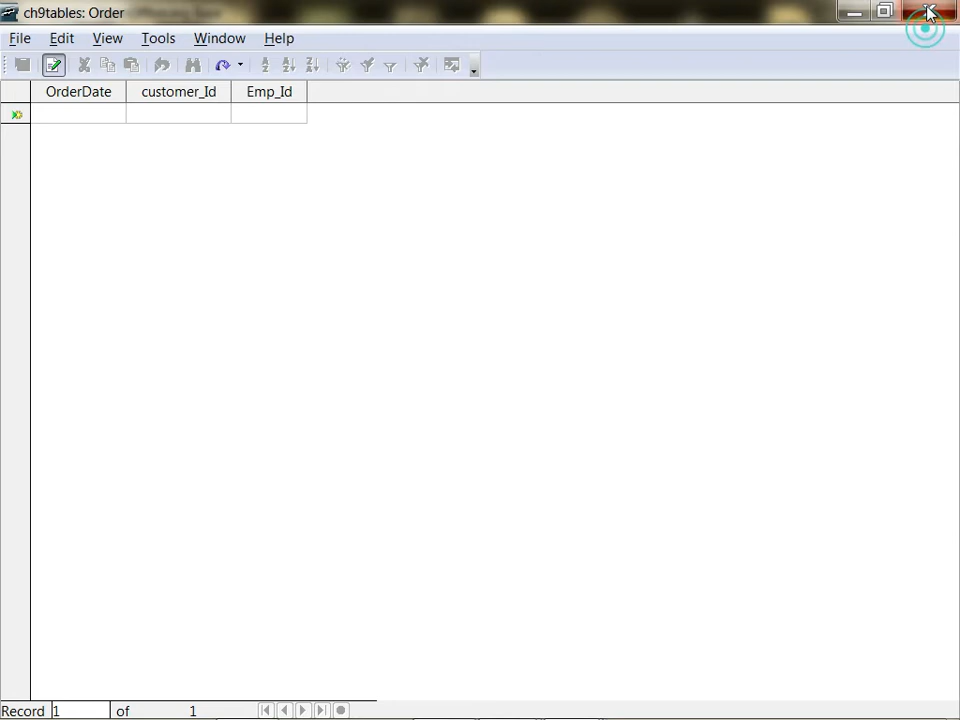 ch9tables: Order
File Edit View Tools Window Help
OrderDate customer_Id Emp_Id
Record 1 of 1